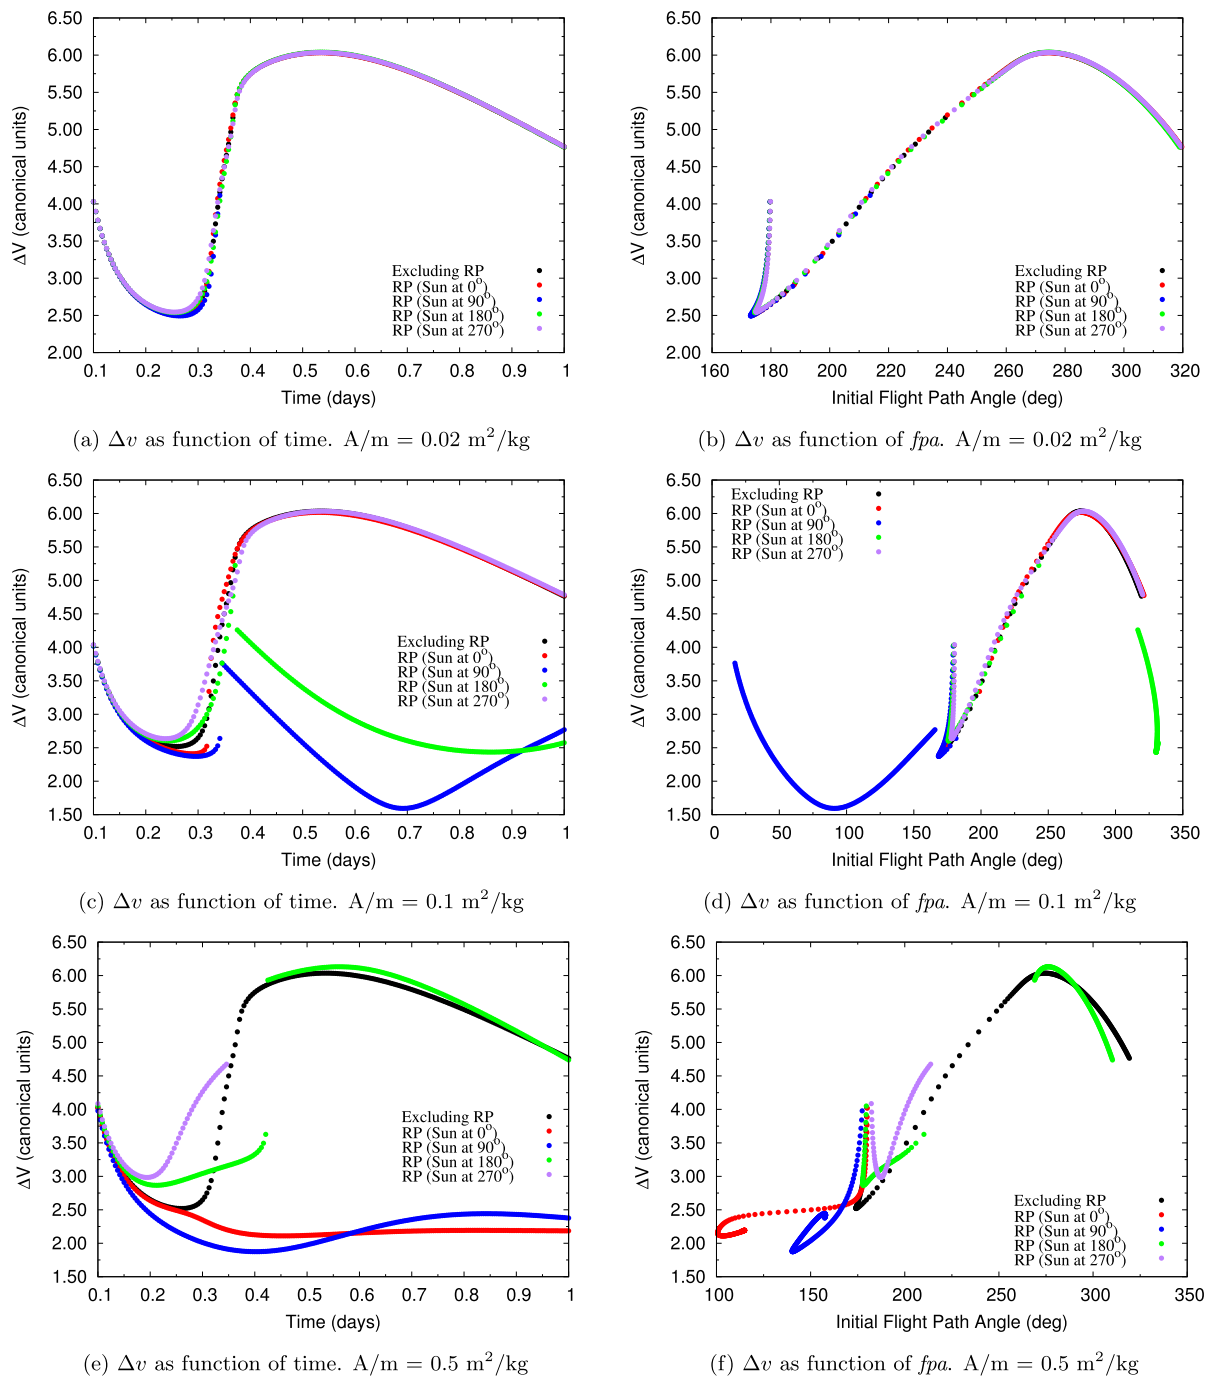 6.50
6.00
5.50
5.00
4.50
4.00
3.50
3.00
2.50
2.00
ΔV (canonical units)
Excluding RP
RP (Sun at 0°)
RP (Sun at 90°)
RP (Sun at 180°)
RP (Sun at 270°)
0.1 0.2 0.3 0.4 0.5 0.6 0.7 0.8 0.9 1
Time (days)
(a) Δv as function of time. A/m = 0.02 m²/kg
6.50
6.00
5.50
5.00
4.50
4.00
3.50
3.00
2.50
2.00
ΔV (canonical units)
Excluding RP
RP (Sun at 0°)
RP (Sun at 90°)
RP (Sun at 180°)
RP (Sun at 270°)
160 180 200 220 240 260 280 300 320
Initial Flight Path Angle (deg)
(b) Δv as function of fpa. A/m = 0.02 m²/kg
6.50
6.00
5.50
5.00
4.50
4.00
3.50
3.00
2.50
2.00
1.50
ΔV (canonical units)
Excluding RP
RP (Sun at 0°)
RP (Sun at 90°)
RP (Sun at 180°)
RP (Sun at 270°)
0.1 0.2 0.3 0.4 0.5 0.6 0.7 0.8 0.9 1
Time (days)
(c) Δv as function of time. A/m = 0.1 m²/kg
6.50
6.00
5.50
5.00
4.50
4.00
3.50
3.00
2.50
2.00
1.50
ΔV (canonical units)
Excluding RP
RP (Sun at 0°)
RP (Sun at 90°)
RP (Sun at 180°)
RP (Sun at 270°)
0 50 100 150 200 250 300 350
Initial Flight Path Angle (deg)
(d) Δv as function of fpa. A/m = 0.1 m²/kg
6.50
6.00
5.50
5.00
4.50
4.00
3.50
3.00
2.50
2.00
1.50
ΔV (canonical units)
Excluding RP
RP (Sun at 0°)
RP (Sun at 90°)
RP (Sun at 180°)
RP (Sun at 270°)
0.1 0.2 0.3 0.4 0.5 0.6 0.7 0.8 0.9 1
Time (days)
(e) Δv as function of time. A/m = 0.5 m²/kg
6.50
6.00
5.50
5.00
4.50
4.00
3.50
3.00
2.50
2.00
1.50
ΔV (canonical units)
Excluding RP
RP (Sun at 0°)
RP (Sun at 90°)
RP (Sun at 180°)
RP (Sun at 270°)
100 150 200 250 300 350
Initial Flight Path Angle (deg)
(f) Δv as function of fpa. A/m = 0.5 m²/kg